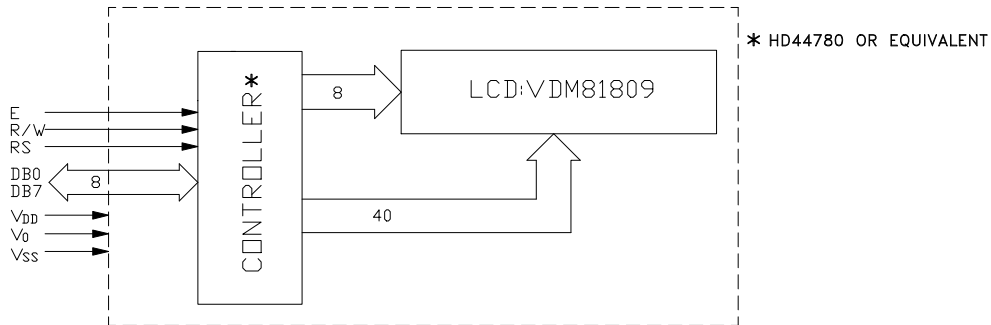 * HD44780 OR EQUIVALENT
LCD:VDM81809
8
CONTROLLER*
E
R/W
RS
DB0
DB7
8
40
VDD
V0
VSS